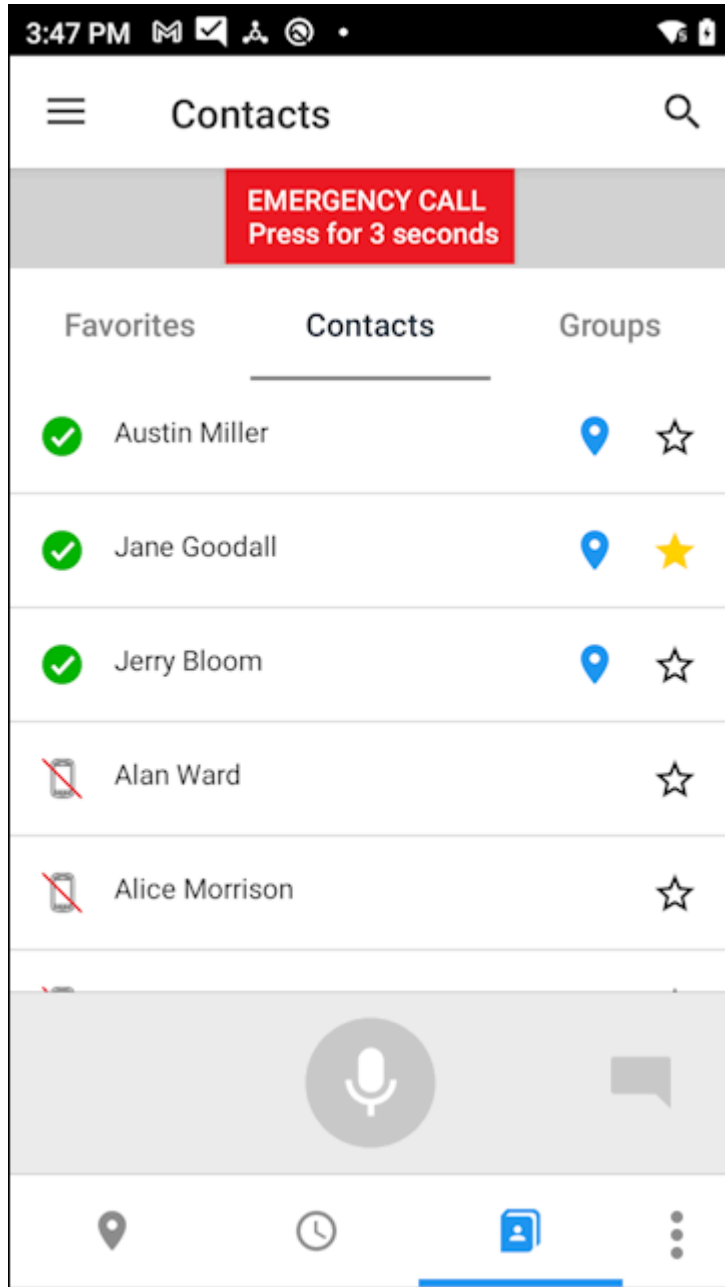 3:47 PM
Contacts
EMERGENCY CALL
Press for 3 seconds
Favorites Contacts Groups
Austin Miller
Jane Goodall
Jerry Bloom
Alan Ward
Alice Morrison